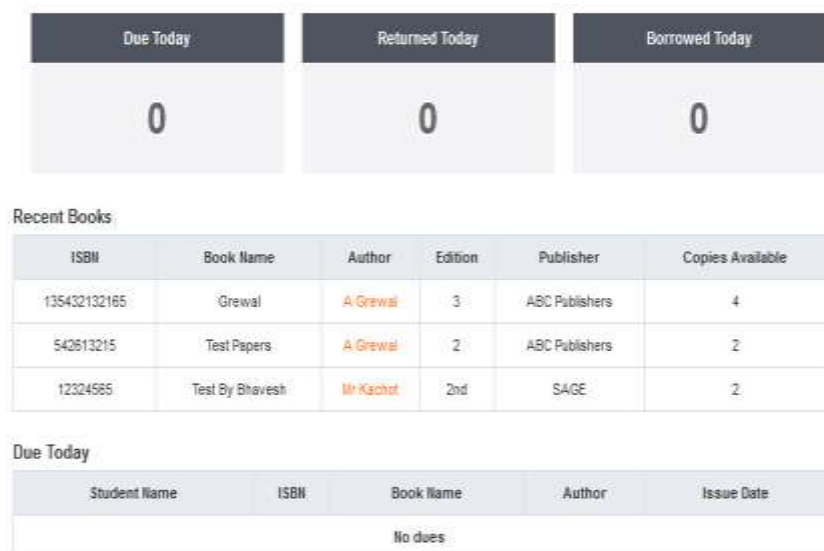 Due Today Returned Today Borrowed Today
0 0 0
Recent Books
ISBN Book Name Author Edition Publisher Copies Available
135432132165 Grewal A Grewal 3 ABC Publishers 4
542613215 Test Papers A Grewal 2 ABC Publishers 2
12324565 Test By Bhavesh Mr Kachot 2nd SAGE 2
Due Today
Student Name ISBN Book Name Author Issue Date
No dues